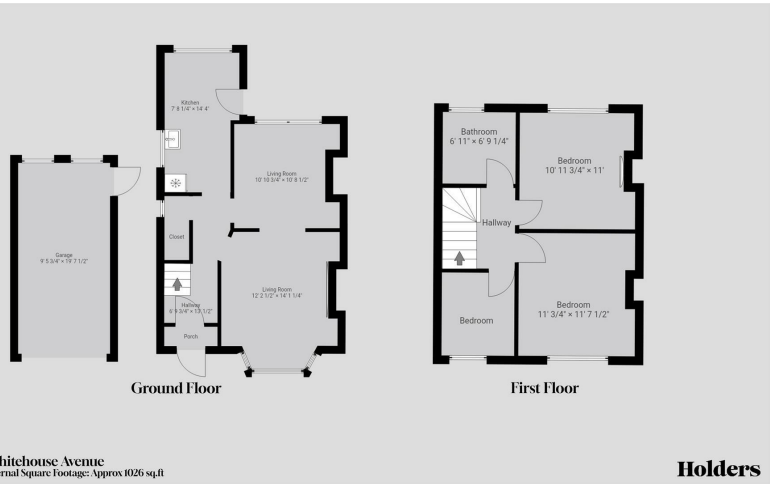 Kitchen
7' 8 1/4" × 14' 4"
Living Room
10' 10 3/4" × 10' 8 1/2"
Garage
9' 5 3/4" × 19' 7 1/2"
Closet
Living Room
12' 2 1/2" × 14' 1 1/4"
Hallway
6' 9 3/4" × 13' 1/2"
Porch
Ground Floor
Bathroom
6' 11" × 6' 9 1/4"
Bedroom
10' 11 3/4" × 11'
Hallway
Bedroom
11' 3/4" × 11' 7 1/2"
Bedroom
First Floor
hitehouse Avenue
ernal Square Footage: Approx 1026 sq.ft
Holders